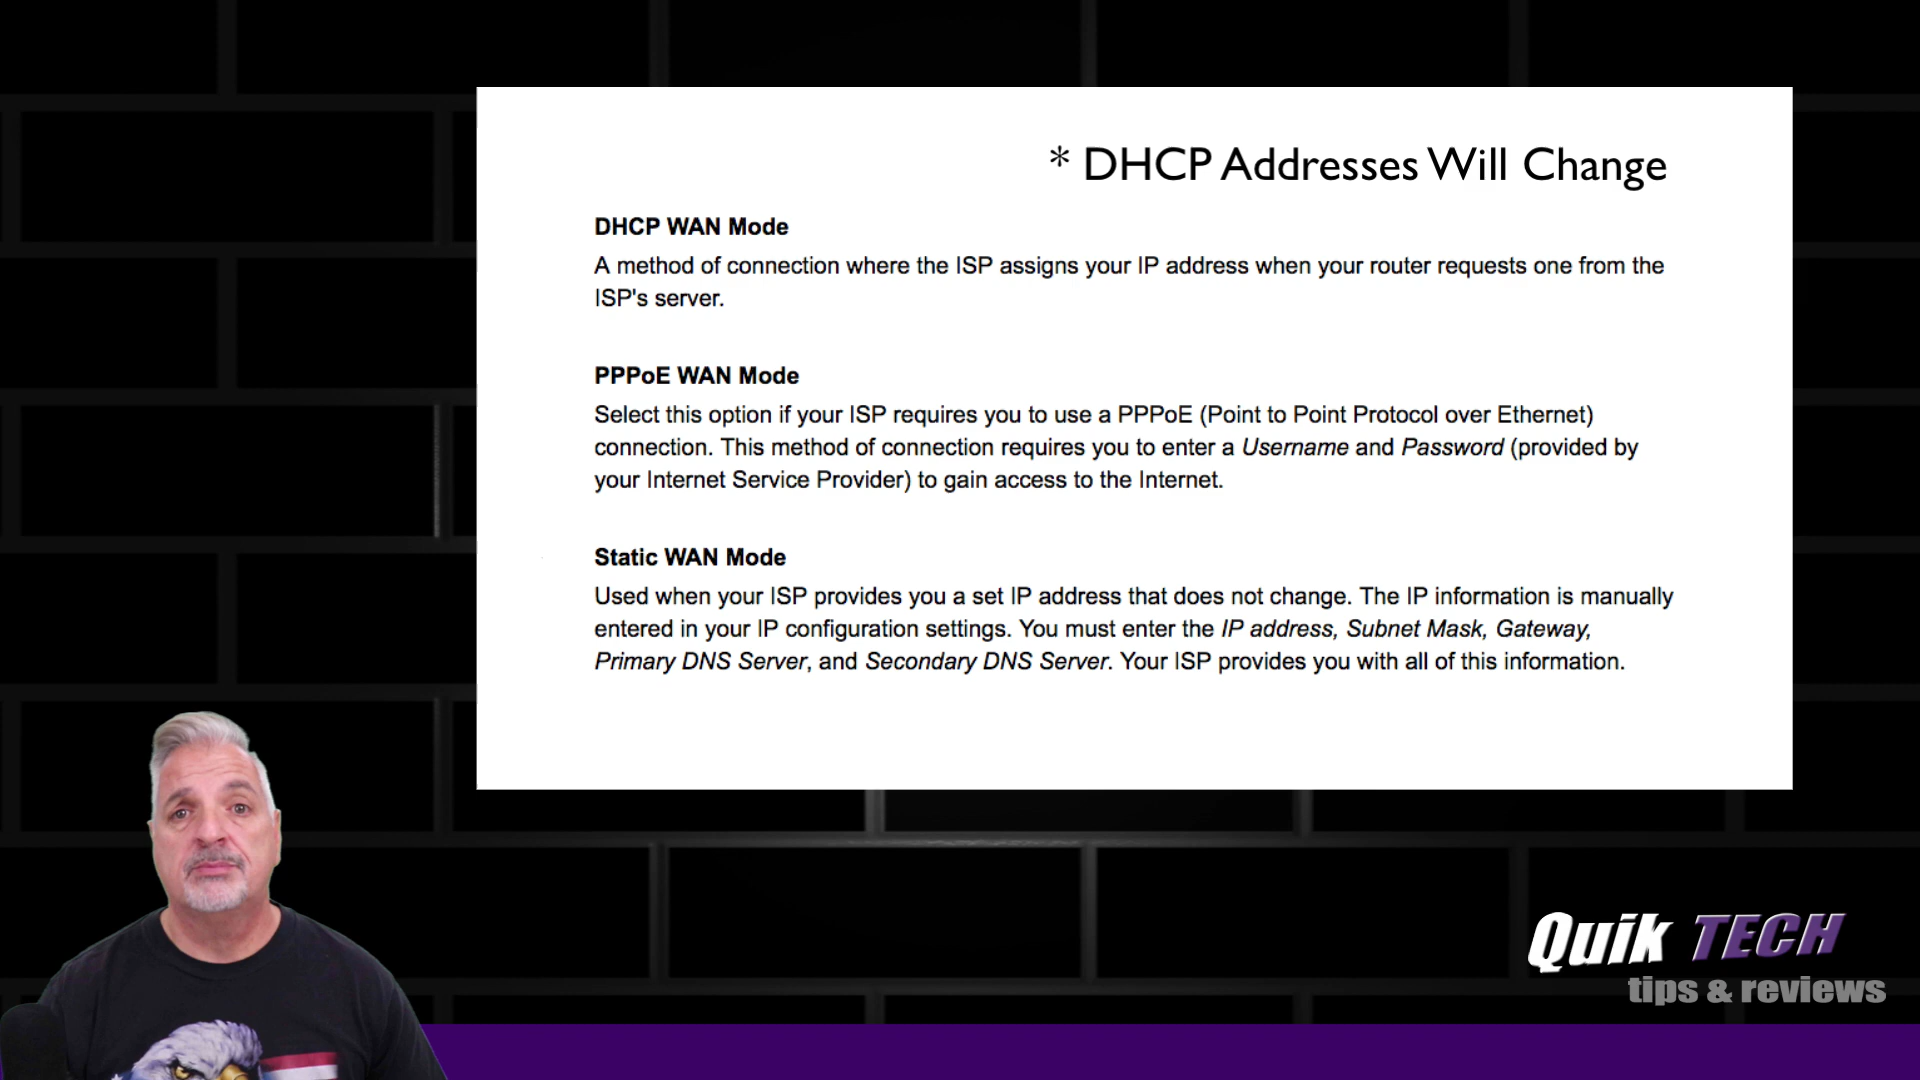 * DHCP Addresses Will Change
DHCP WAN Mode
A method of connection where the ISP assigns your IP address when your router requests one from the
ISP's server.
PPPoE WAN Mode
Select this option if your ISP requires you to use a PPPoE (Point to Point Protocol over Ethernet)
connection. This method of connection requires you to enter a Username and Password (provided by
your Internet Service Provider) to gain access to the Internet.
Static WAN Mode
Used when your ISP provides you a set IP address that does not change. The IP information is manually
entered in your IP configuration settings. You must enter the IP address, Subnet Mask, Gateway,
Primary DNS Server, and Secondary DNS Server. Your ISP provides you with all of this information.
Quik TECH
tips & reviews